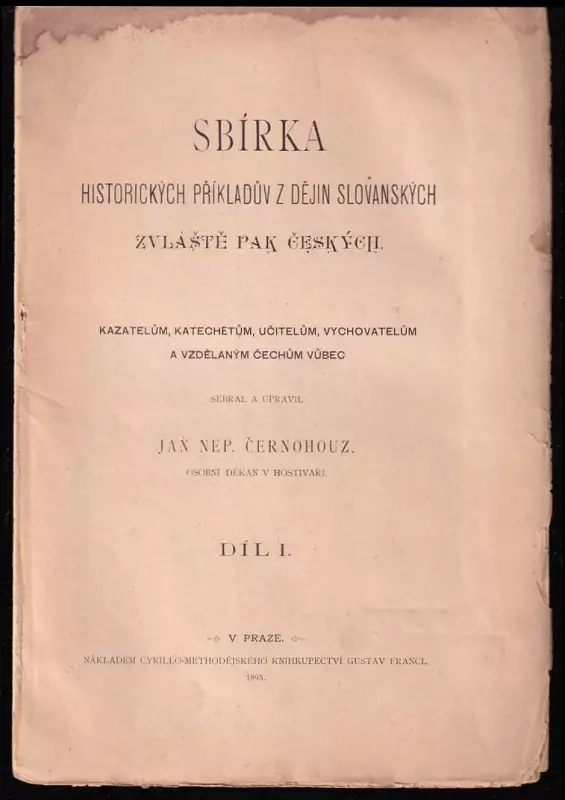 SBÍRKA
HISTORICKÝCH PŘÍKLADŮV Z DĚJIN SLOVANSKÝCH
ZVLÁŠTĚ PAK ČESKÝCH.
KAZATELŮM, KATECHETŮM, UČITELŮM, VYCHOVATELŮM
A VZDĚLANÝM ČECHŮM VŮBEC
SEBRAL A UPRAVIL
JAN NEP. ČERNOHOUZ,
OSOBNÍ DĚKAN V HOSTIVAŘI.
DÍL I.
V PRAZE.
NÁKLADEM CYRILLO-METHODĚJSKÉHO KNIHKUPECTVÍ GUSTAV FRANCL.
1895.